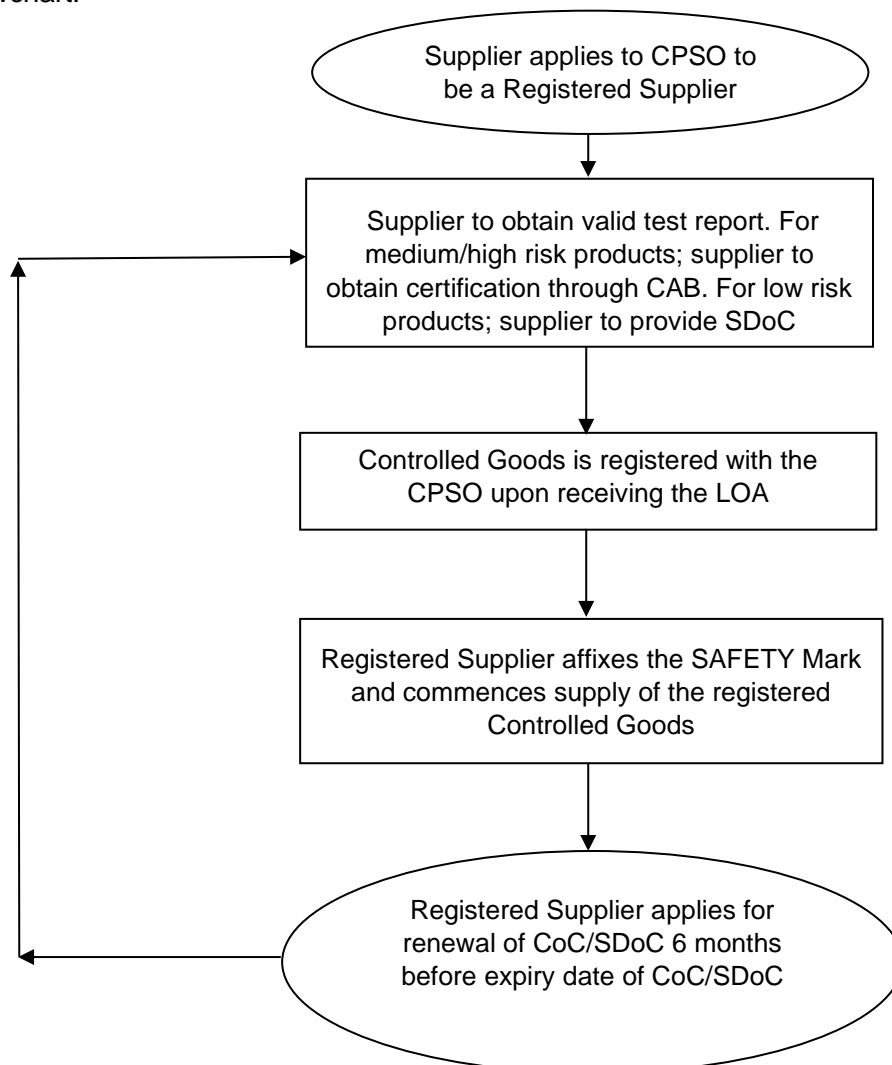 chart.
Supplier applies to CPSO to
be a Registered Supplier
Supplier to obtain valid test report. For
medium/high risk products; supplier to
obtain certification through CAB. For low risk
products; supplier to provide SDoC
Controlled Goods is registered with the
CPSO upon receiving the LOA
Registered Supplier affixes the SAFETY Mark
and commences supply of the registered
Controlled Goods
Registered Supplier applies for
renewal of CoC/SDoC 6 months
before expiry date of CoC/SDoC